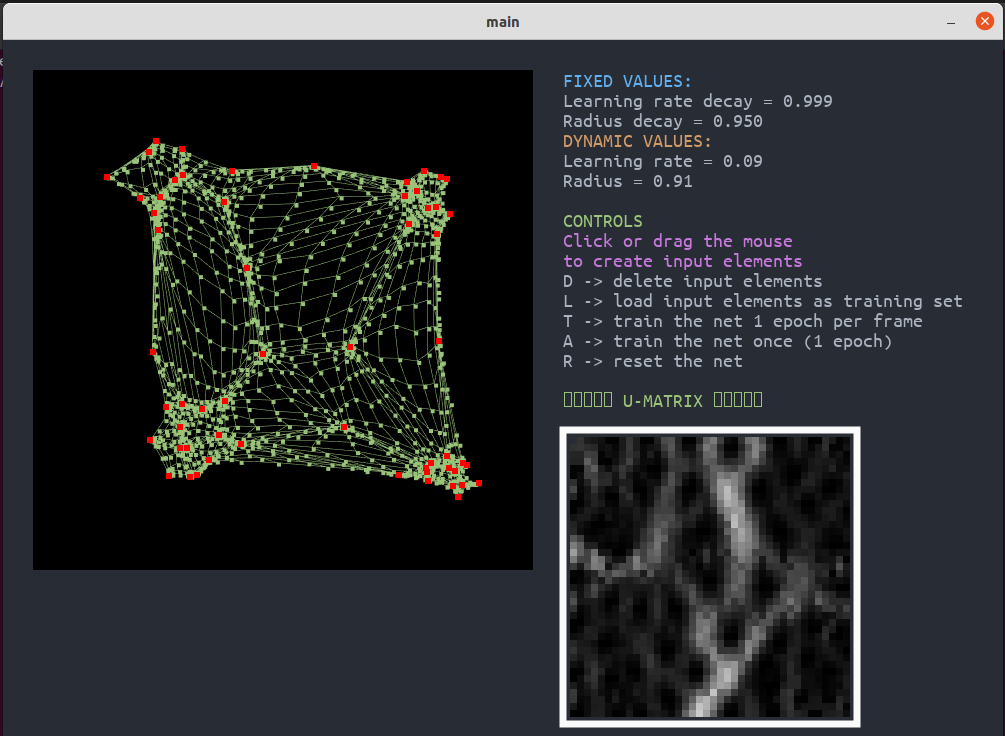 main
FIXED VALUES:
Learning rate decay = 0.999
Radius decay = 0.950
DYNAMIC VALUES:
Learning rate = 0.09
Radius = 0.91
CONTROLS
Click or drag the mouse
to create input elements
D -> delete input elements
L -> load input elements as training set
T -> train the net 1 epoch per frame
A -> train the net once (1 epoch)
R -> reset the net
▯▯▯▯▯ U-MATRIX ▯▯▯▯▯